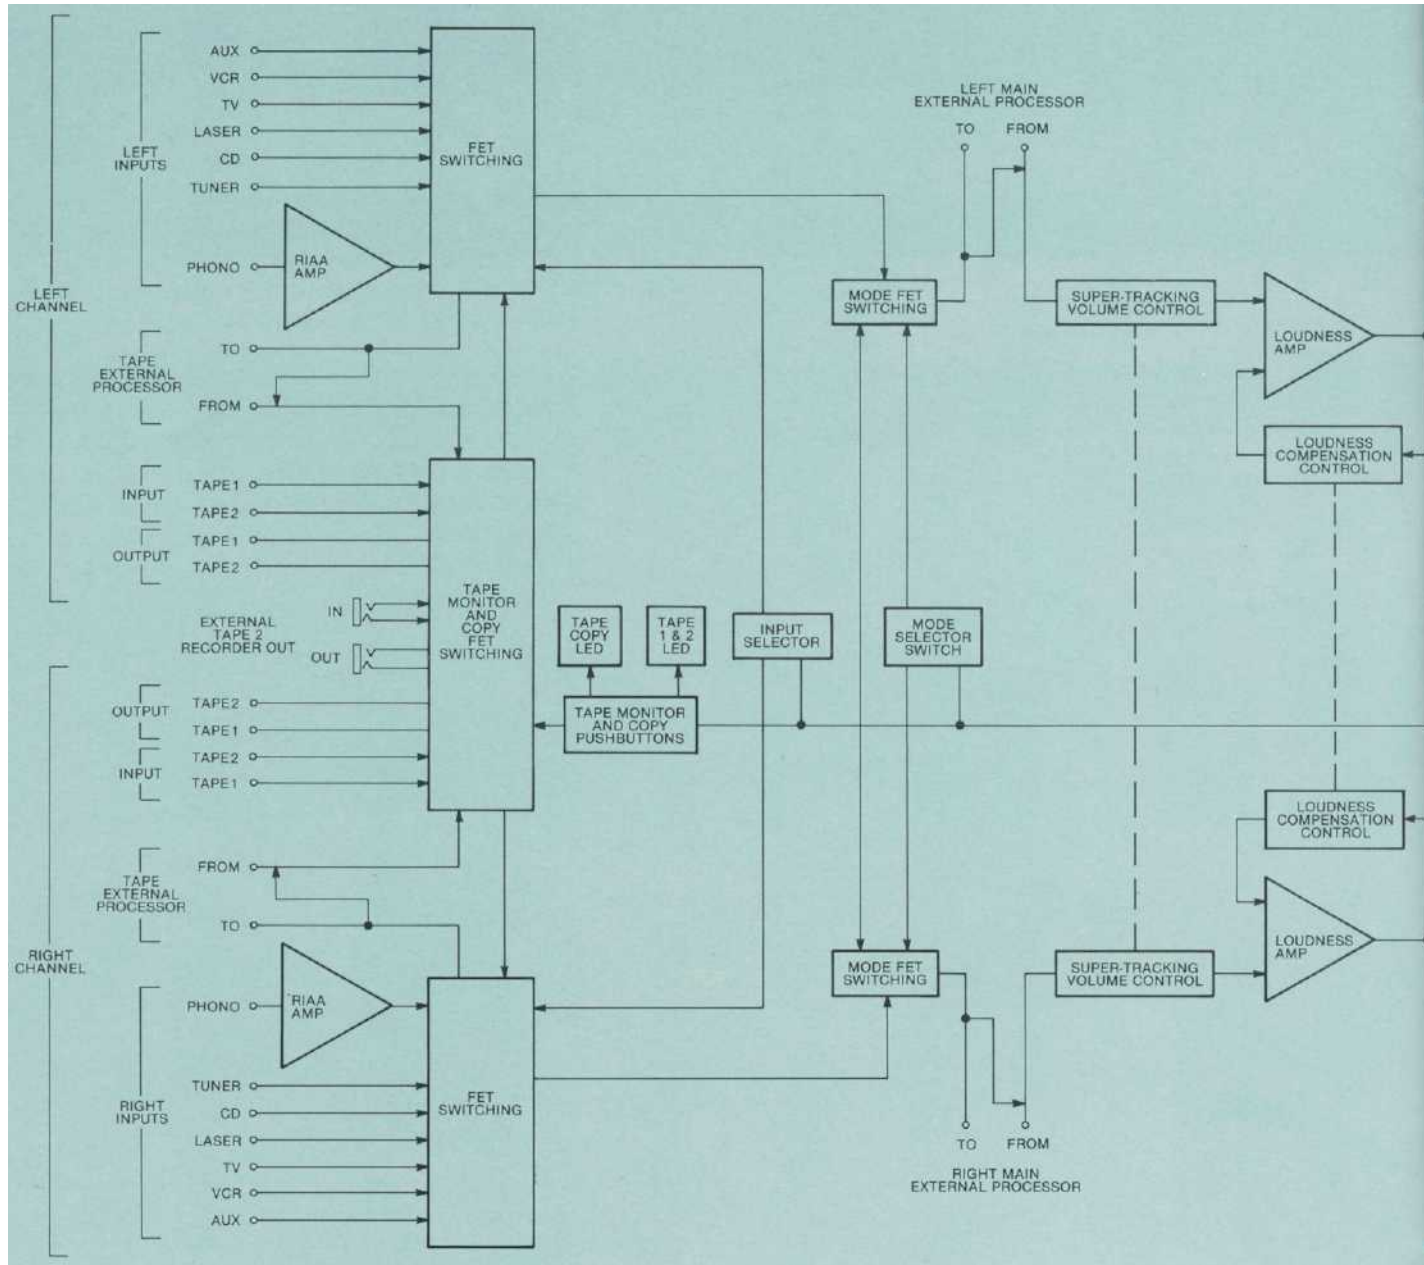 AUX
VCR
TV
LASER
CD
TUNER
PHONO
LEFT
INPUTS
RIAA
AMP
FET
SWITCHING
LEFT
CHANNEL
TAPE
EXTERNAL
PROCESSOR
TO
FROM
INPUT
TAPE1
TAPE2
OUTPUT
TAPE1
TAPE2
EXTERNAL
TAPE 2
RECORDER OUT
IN
OUT
TAPE
MONITOR
AND
COPY
FET
SWITCHING
OUTPUT
TAPE2
TAPE1
INPUT
TAPE2
TAPE1
TAPE
EXTERNAL
PROCESSOR
FROM
TO
RIGHT
CHANNEL
PHONO
RIAA
AMP
RIGHT
INPUTS
TUNER
CD
LASER
TV
VCR
AUX
FET
SWITCHING
TAPE
COPY
LED
TAPE
1 & 2
LED
TAPE MONITOR
AND COPY
PUSHBUTTONS
INPUT
SELECTOR
MODE
SELECTOR
SWITCH
LEFT MAIN
EXTERNAL PROCESSOR
TO
FROM
MODE FET
SWITCHING
SUPER-TRACKING
VOLUME CONTROL
LOUDNESS
AMP
LOUDNESS
COMPENSATION
CONTROL
LOUDNESS
COMPENSATION
CONTROL
LOUDNESS
AMP
MODE FET
SWITCHING
SUPER-TRACKING
VOLUME CONTROL
TO
FROM
RIGHT MAIN
EXTERNAL PROCESSOR